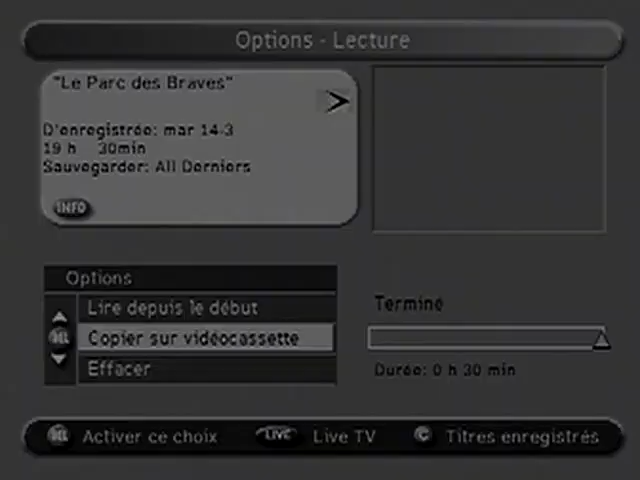 Options - Lecture
"Le Parc des Braves"
D'enregistrée: mar 14-3
19 h 30min
Sauvegarder: All Derniers
INFO
Options
Lire depuis le début
SEL Copier sur vidéocassette
Effacer
Terminé
Durée: 0 h 30 min
SEL Activer ce choix LIVE Live TV C Titres enregistrés